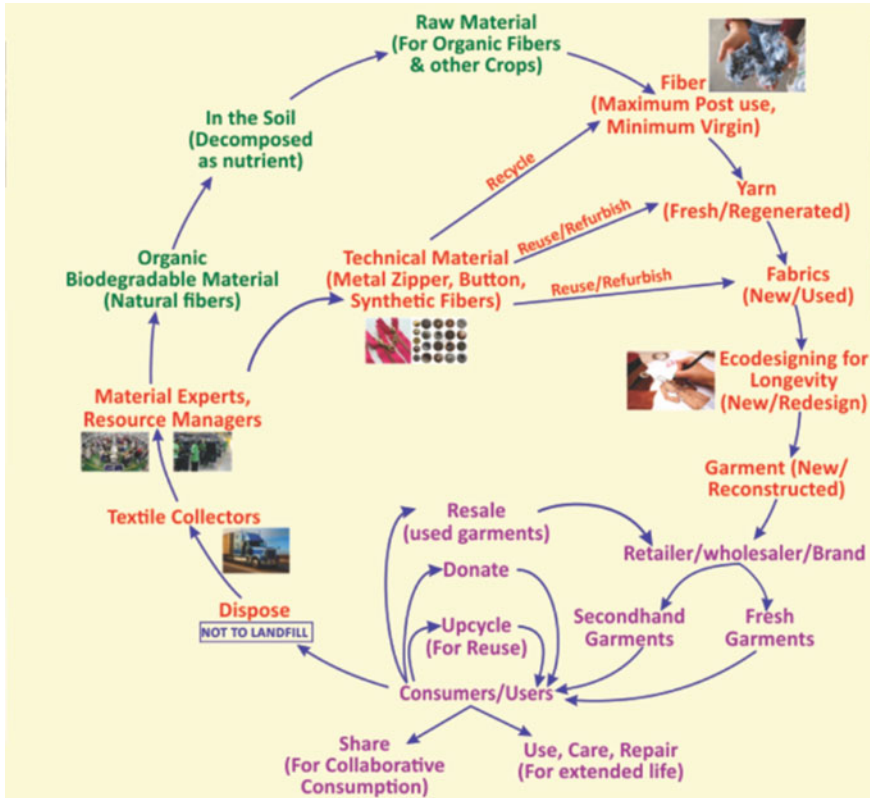 Raw Material
(For Organic Fibers
& other Crops)
Fiber
(Maximum Post use,
Minimum Virgin)
In the Soil
(Decomposed
as nutrient)
Recycle
Yarn
(Fresh/Regenerated)
Reuse/Refurbish
Organic
Biodegradable Material
(Natural fibers)
Technical Material
(Metal Zipper, Button,
Synthetic Fibers)
Reuse/Refurbish
Fabrics
(New/Used)
Ecodesigning for
Longevity
(New/Redesign)
Material Experts,
Resource Managers
Garment (New/
Reconstructed)
Textile Collectors
Resale
(used garments)
Retailer/wholesaler/Brand
Donate
Dispose
NOT TO LANDFILL
Upcycle
(For Reuse)
Secondhand
Garments
Fresh
Garments
Consumers/Users
Share
(For Collaborative
Consumption)
Use, Care, Repair
(For extended life)